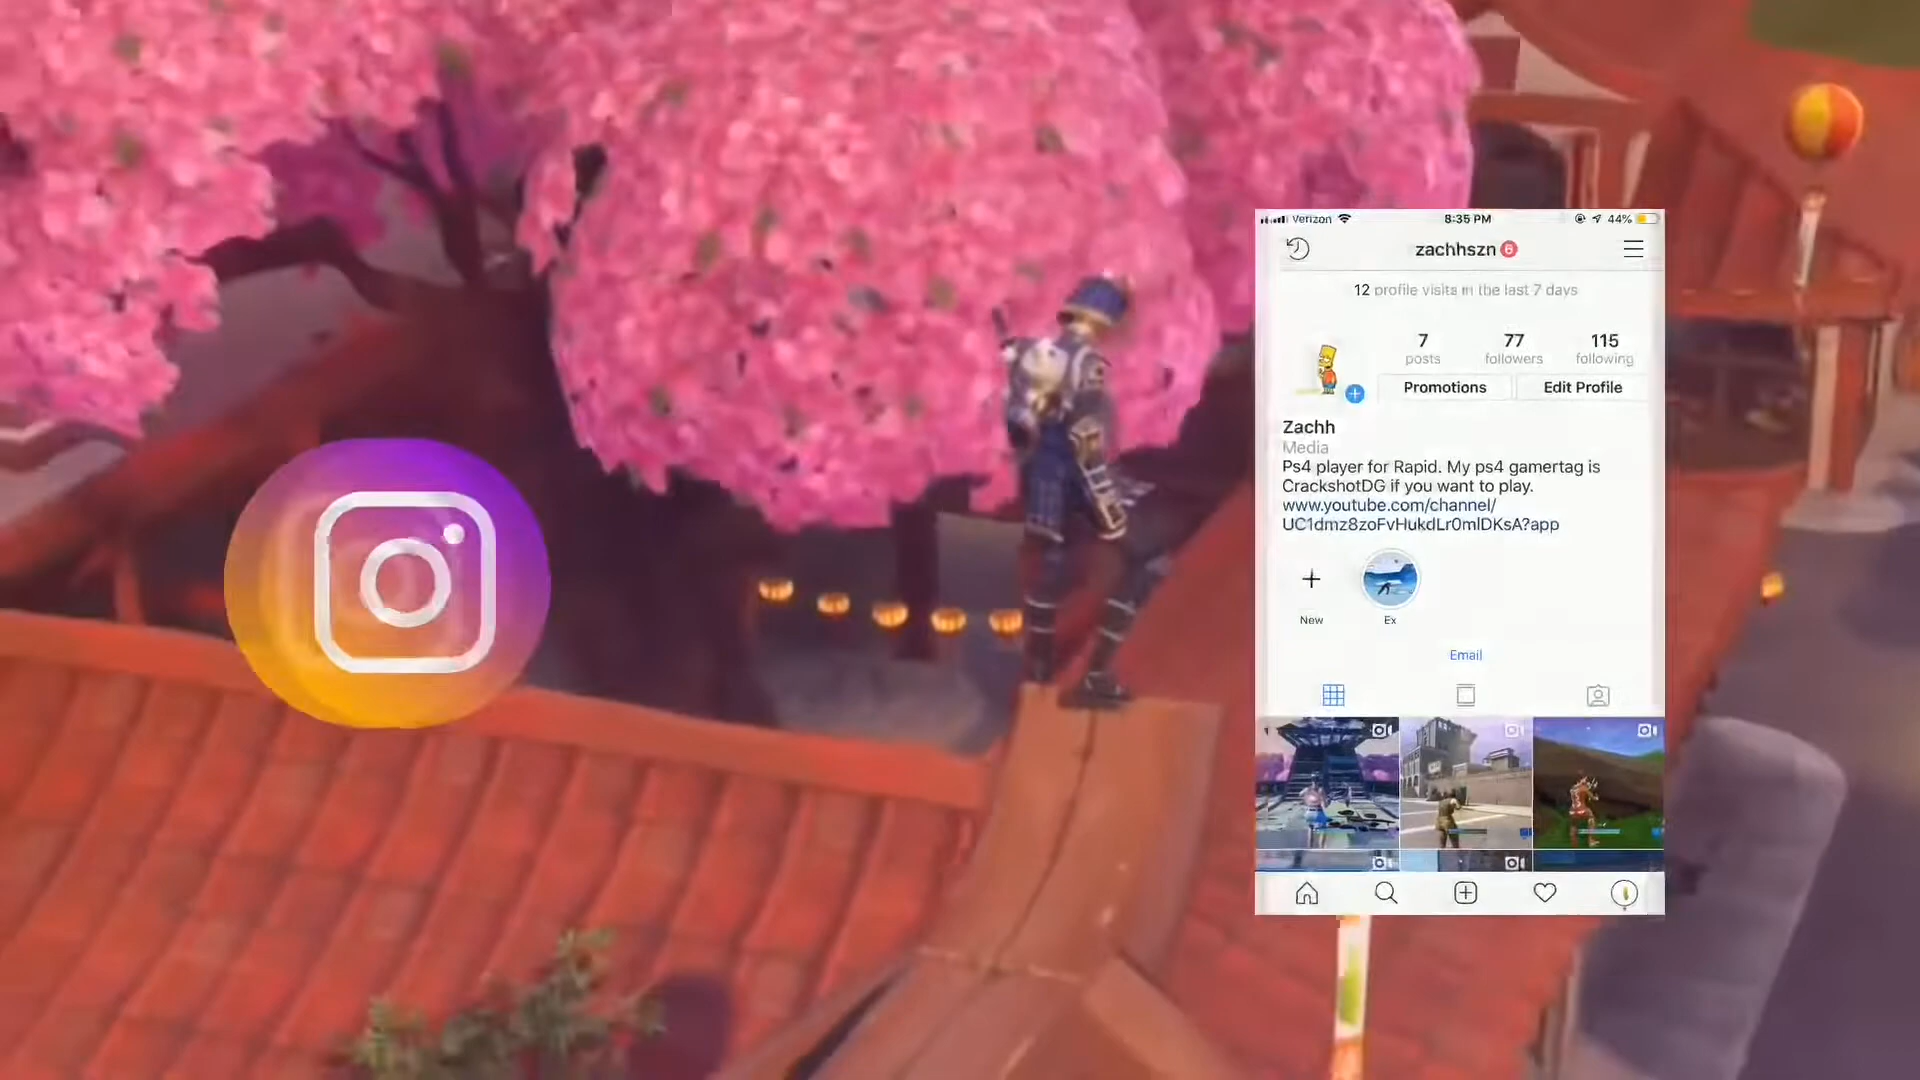 Verizon 8:35 PM 44%
zachhszn 6
12 profile visits in the last 7 days
7 77 115
posts followers following
Promotions Edit Profile
Zachh
Media
Ps4 player for Rapid. My ps4 gamertag is
CrackshotDG if you want to play.
www.youtube.com/channel/
UC1dmz8zoFvHukdLr0mlDKsA?app
New Ex
Email